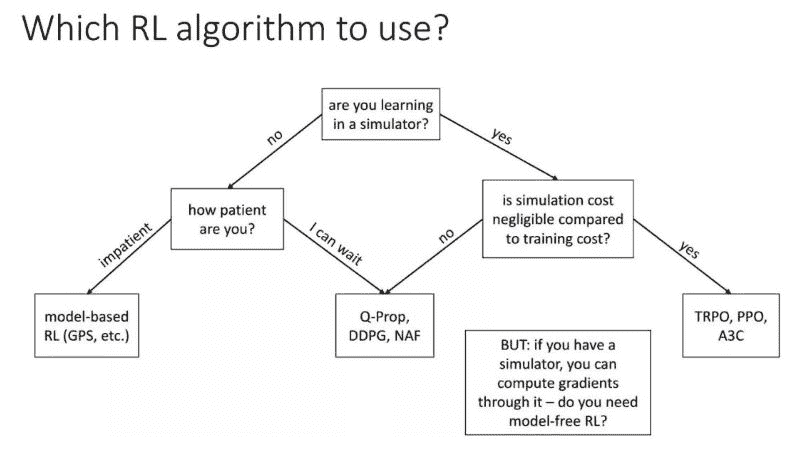 Which RL algorithm to use?
are you learning
in a simulator?
no
yes
how patient
are you?
is simulation cost
negligible compared
to training cost?
impatient
I can wait
no
yes
model-based
RL (GPS, etc.)
Q-Prop,
DDPG, NAF
TRPO, PPO,
A3C
BUT: if you have a
simulator, you can
compute gradients
through it – do you need
model-free RL?